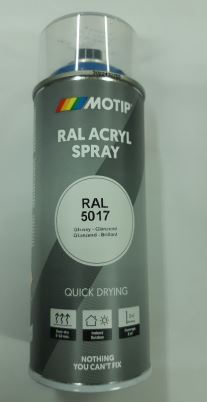 MOTIP
RAL ACRYL
SPRAY
RAL
5017
Glossy - Glänzend
Glanzend - Brillant
QUICK DRYING
NOTHING
YOU CAN'T FIX